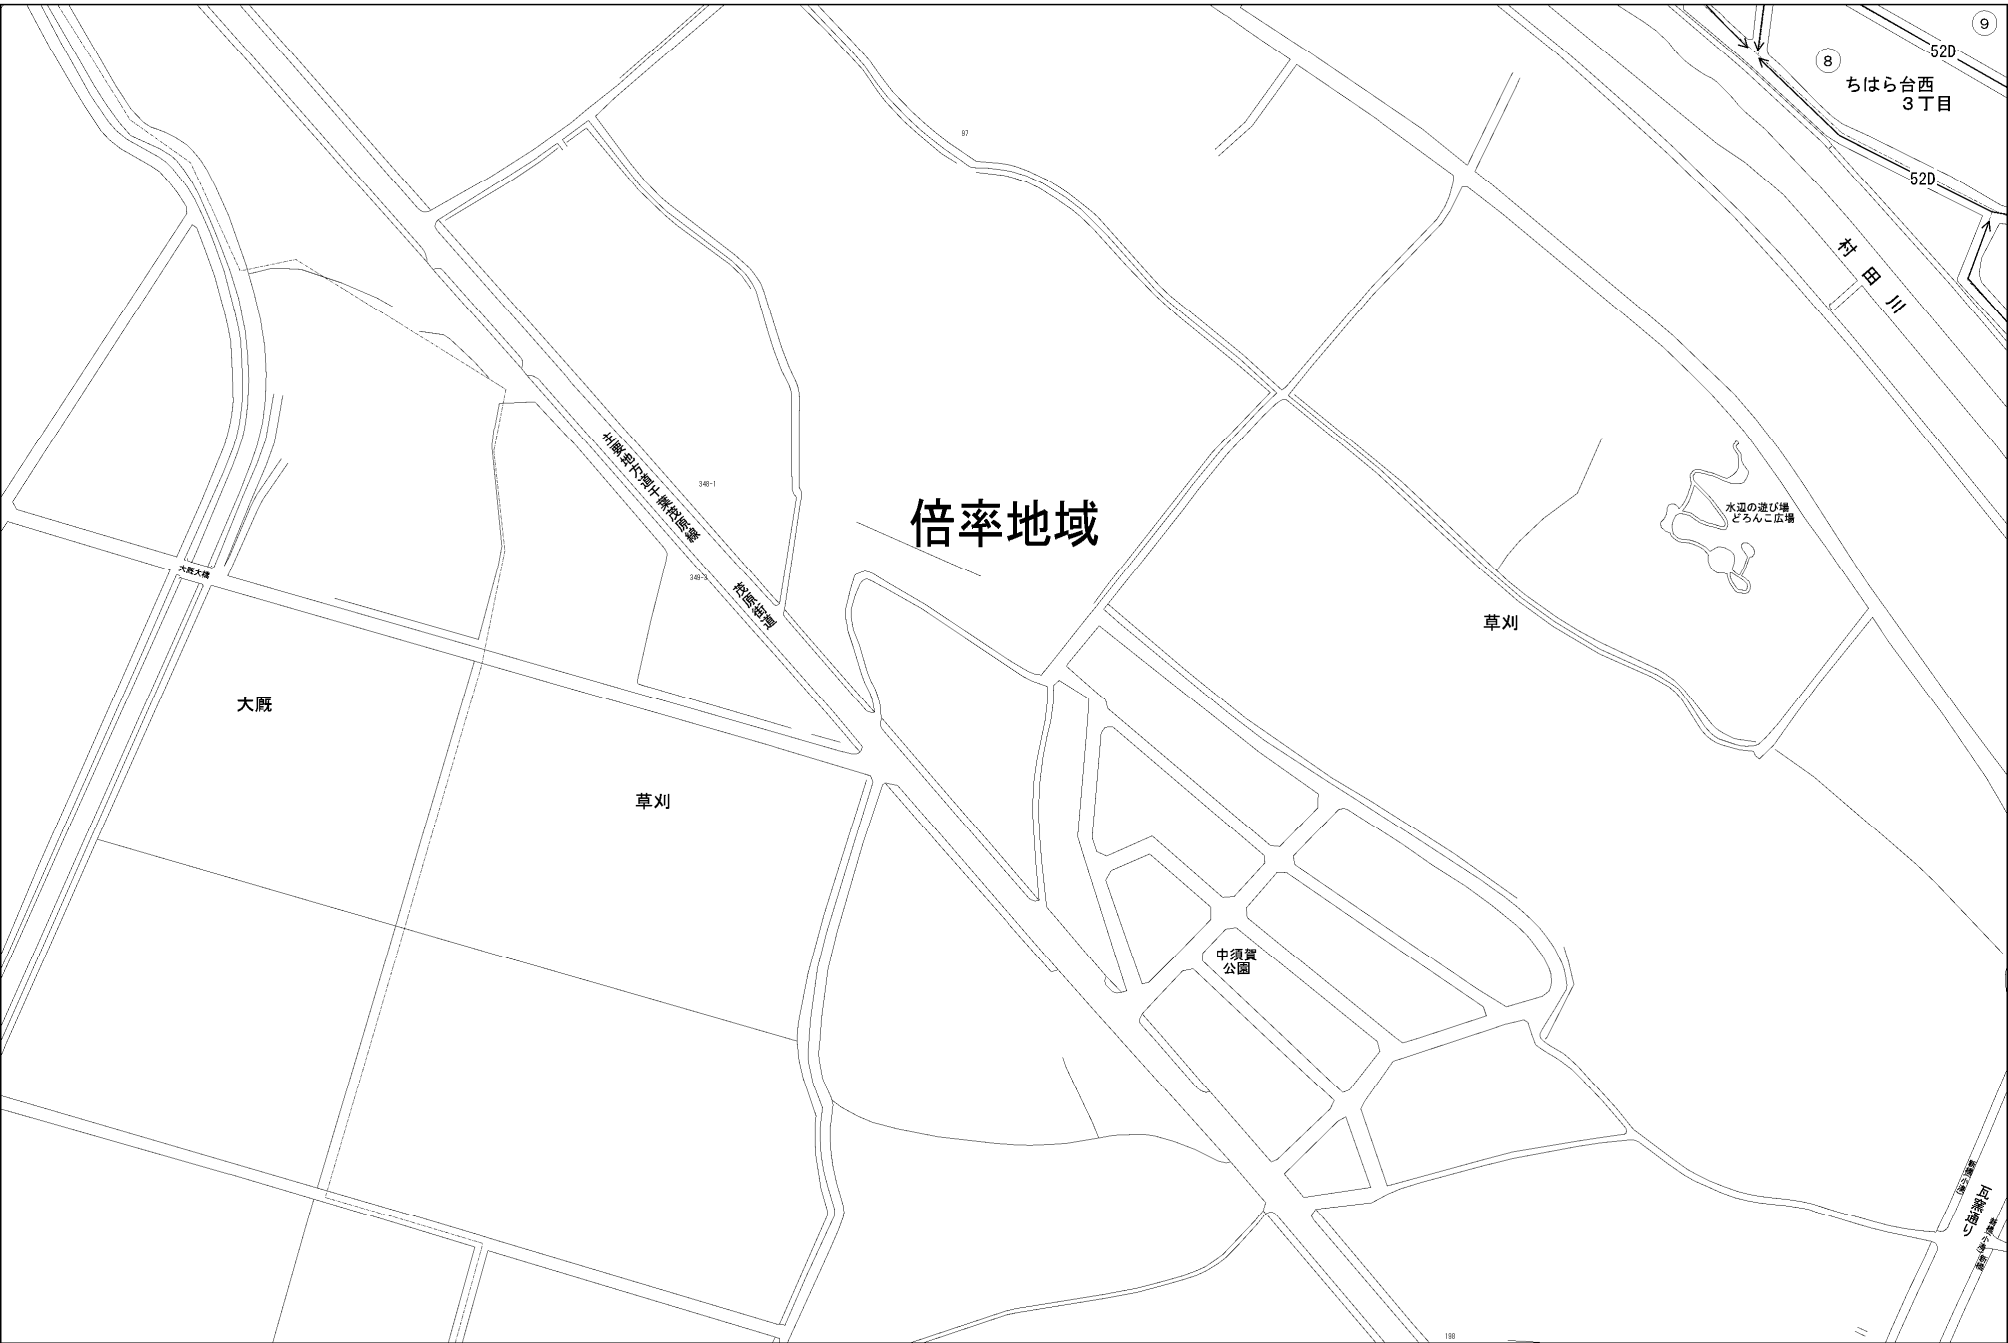 9
52D
8
ちはら台西
3丁目
97
52D
村田川
主要地方道千葉茂原線
348-1
倍率地域
水辺の遊び場
どろんこ広場
大厩大橋
349-3
茂原街道
草刈
大厩
草刈
中須賀
公園
瓦窯通り
198